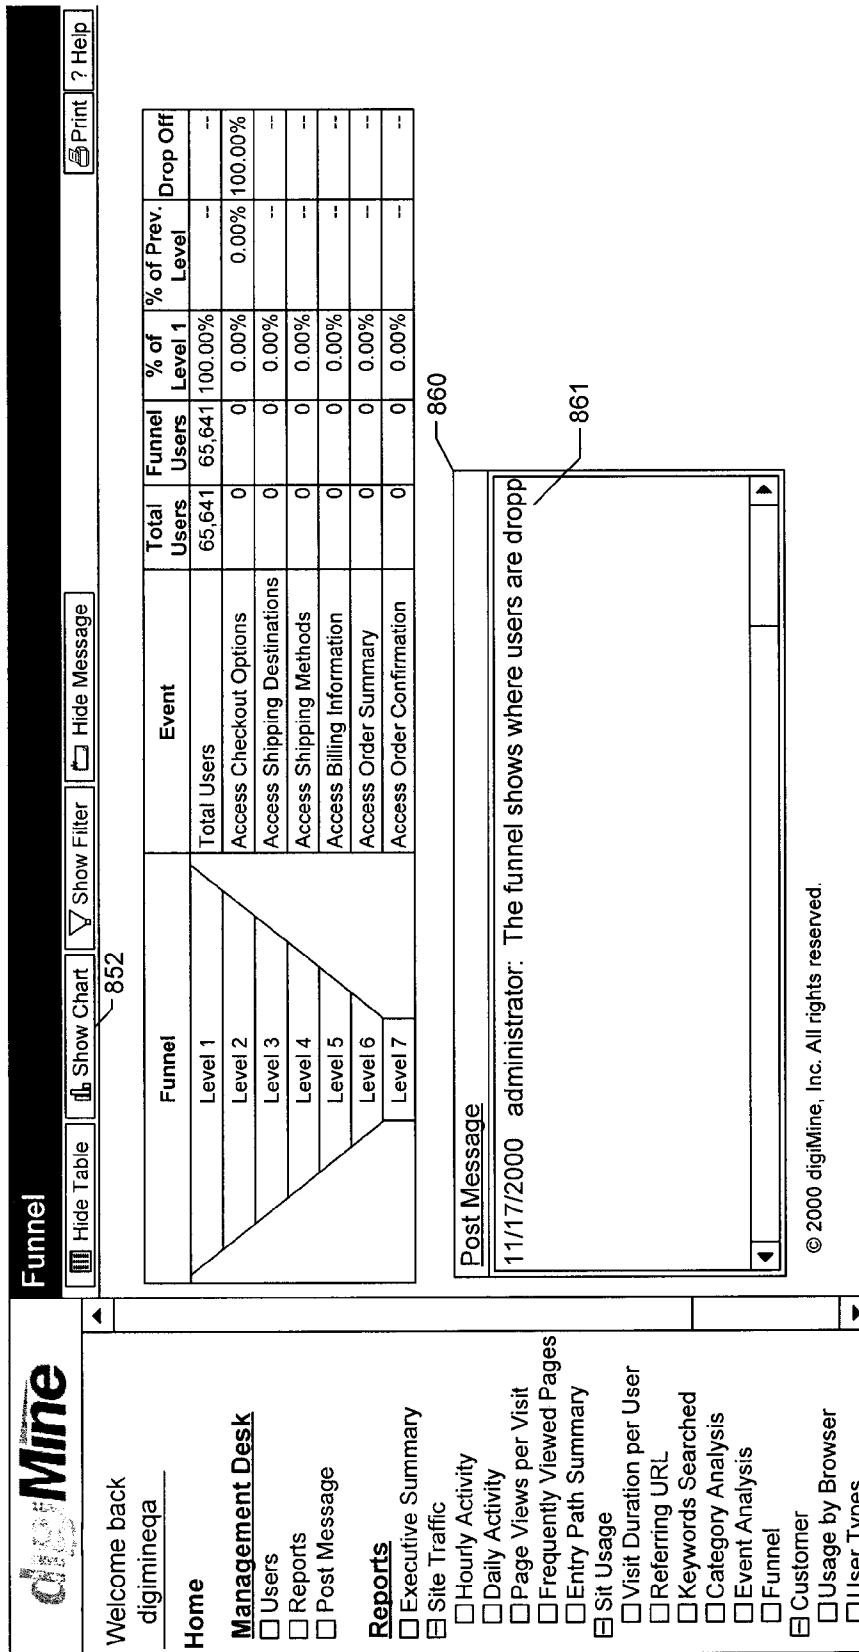 digiMine
Welcome back
digimineqa
Home
Management Desk
Users
Reports
Post Message
Reports
Executive Summary
Site Traffic
Hourly Activity
Daily Activity
Page Views per Visit
Frequently Viewed Pages
Entry Path Summary
Sit Usage
Visit Duration per User
Referring URL
Keywords Searched
Category Analysis
Event Analysis
Funnel
Customer
Usage by Browser
User Types
Funnel
Hide Table Show Chart Show Filter Hide Message Print ? Help
852
Funnel Event Total Users Funnel Users % of Level 1 % of Prev. Level Drop Off
Level 1 Total Users 65,641 65,641 100.00% -- --
Level 2 Access Checkout Options 0 0 0.00% 0.00% 100.00%
Level 3 Access Shipping Destinations 0 0 0.00% -- --
Level 4 Access Shipping Methods 0 0 0.00% -- --
Level 5 Access Billing Information 0 0 0.00% -- --
Level 6 Access Order Summary 0 0 0.00% -- --
Level 7 Access Order Confirmation 0 0 0.00% -- --
860
Post Message
11/17/2000 administrator: The funnel shows where users are dropp
861
© 2000 digiMine, Inc. All rights reserved.